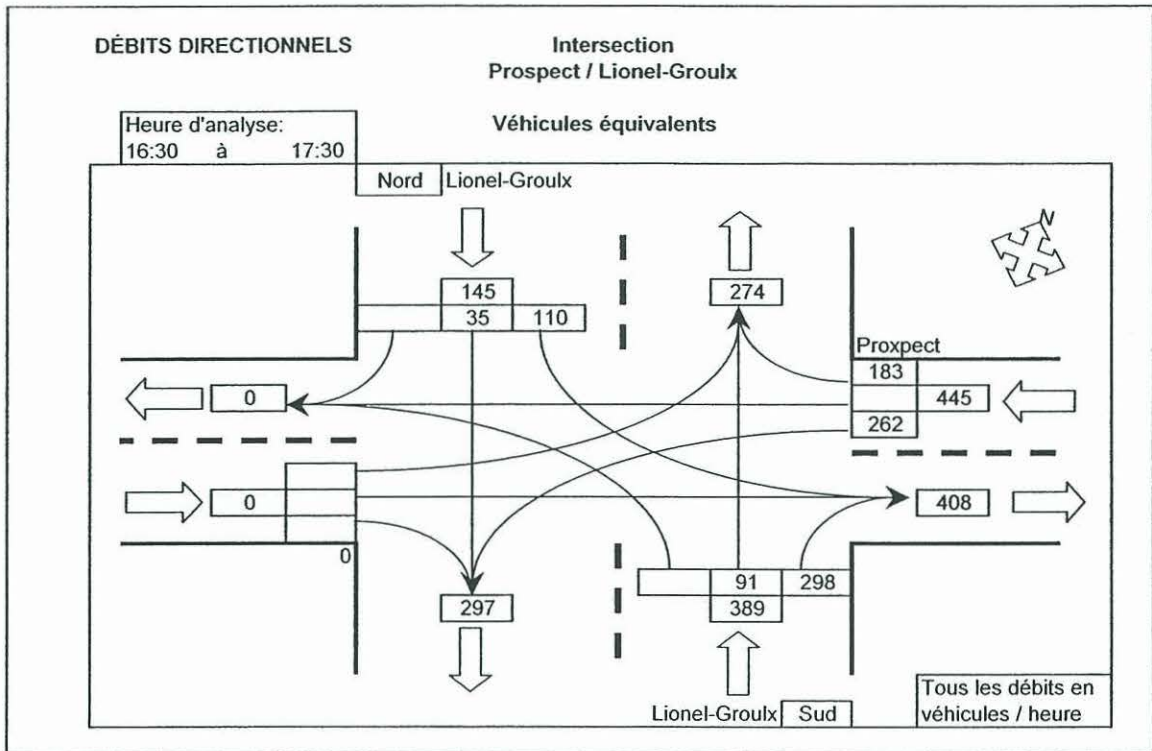 DÉBITS DIRECTIONNELS
Intersection
Prospect / Lionel-Groulx
Heure d'analyse:
16:30 à 17:30
Véhicules équivalents
Nord Lionel-Groulx
N
145
35 110
274
Proxpect
183
445
262
0
0
0
408
297
91 298
389
Lionel-Groulx Sud
Tous les débits en
véhicules / heure